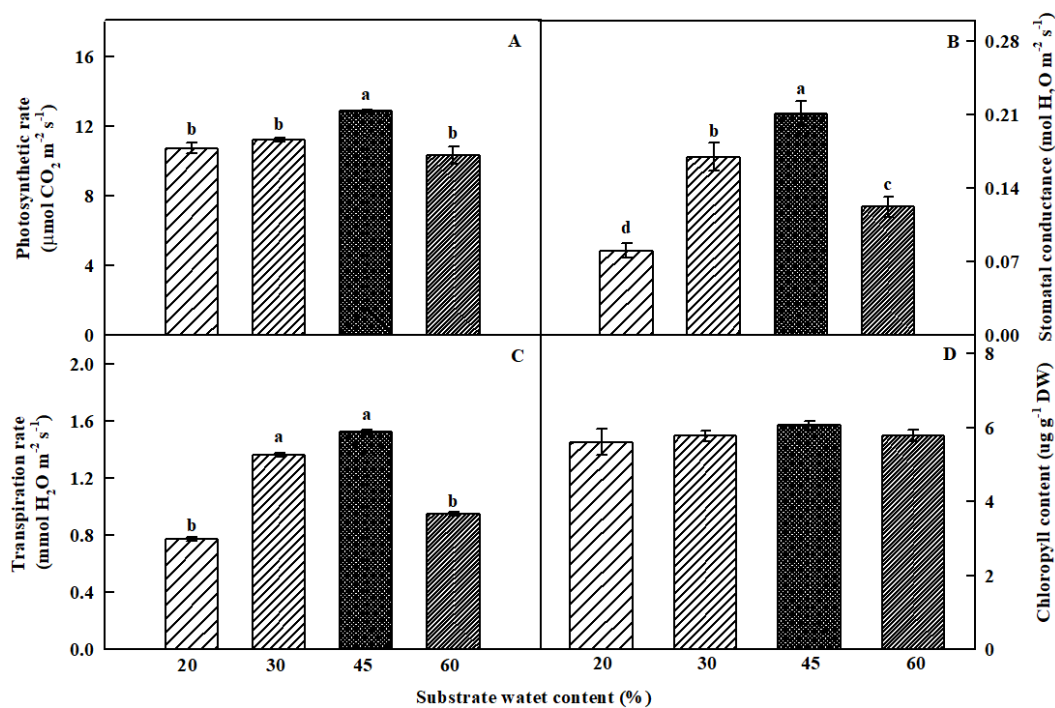 A
Photosynthetic rate
(μmol CO₂ m⁻² s⁻¹)
16
12
8
4
0
b
b
a
b
B
Stomatal conductance (mol H₂O m⁻² s⁻¹)
0.28
0.21
0.14
0.07
0.00
d
b
a
c
C
Transpiration rate
(mmol H₂O m⁻² s⁻¹)
2.0
1.6
1.2
0.8
0.4
0.0
b
a
a
b
20 30 45 60
D
Chloropyll content (ug g⁻¹ DW)
8
6
4
2
0
20 30 45 60
Substrate watet content (%)